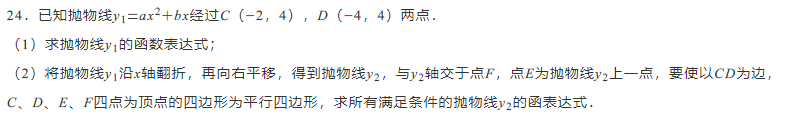 24．已知抛物线y₁=ax²+bx经过C（−2，4），D（−4，4）两点．
（1）求抛物线y₁的函数表达式；
（2）将抛物线y₁沿x轴翻折，再向右平移，得到抛物线y₂，与y₂轴交于点F，点E为抛物线y₂上一点，要使以CD为边，
C、D、E、F四点为顶点的四边形为平行四边形，求所有满足条件的抛物线y₂的函表达式．